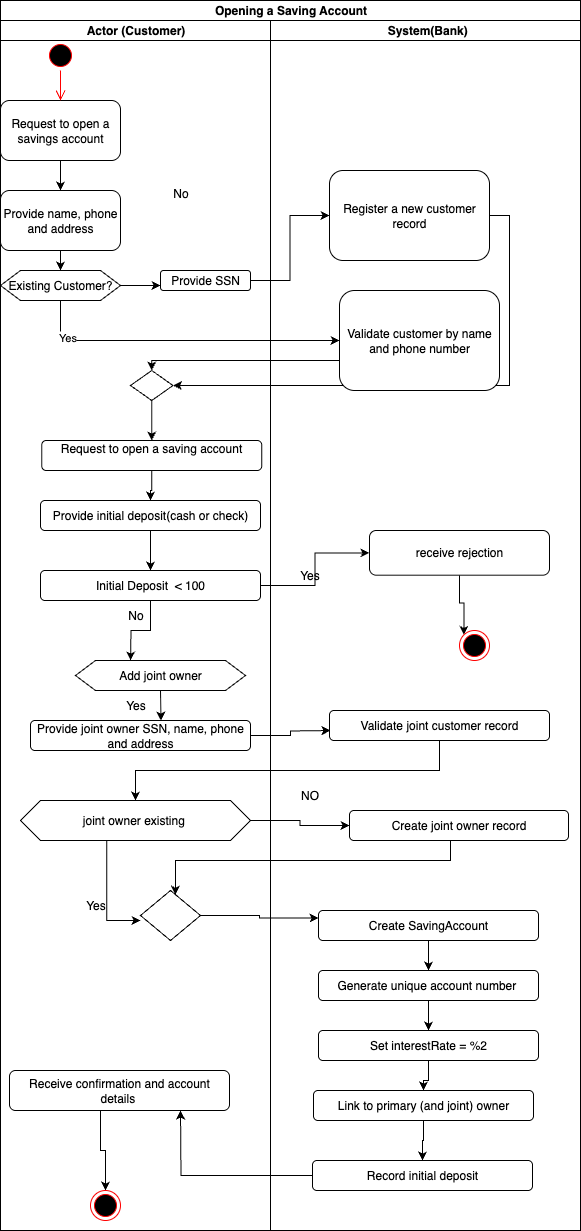 Opening a Saving Account
Actor (Customer)
System(Bank)
Request to open a
savings account
Provide name, phone
and address
No
Register a new customer
record
Existing Customer?
Provide SSN
Yes
Validate customer by name
and phone number
Request to open a saving account
Provide initial deposit(cash or check)
Initial Deposit < 100
Yes
receive rejection
No
Add joint owner
Yes
Provide joint owner SSN, name, phone
and address
Validate joint customer record
NO
joint owner existing
Create joint owner record
Yes
Create SavingAccount
Generate unique account number
Set interestRate = %2
Link to primary (and joint) owner
Record initial deposit
Receive confirmation and account
details